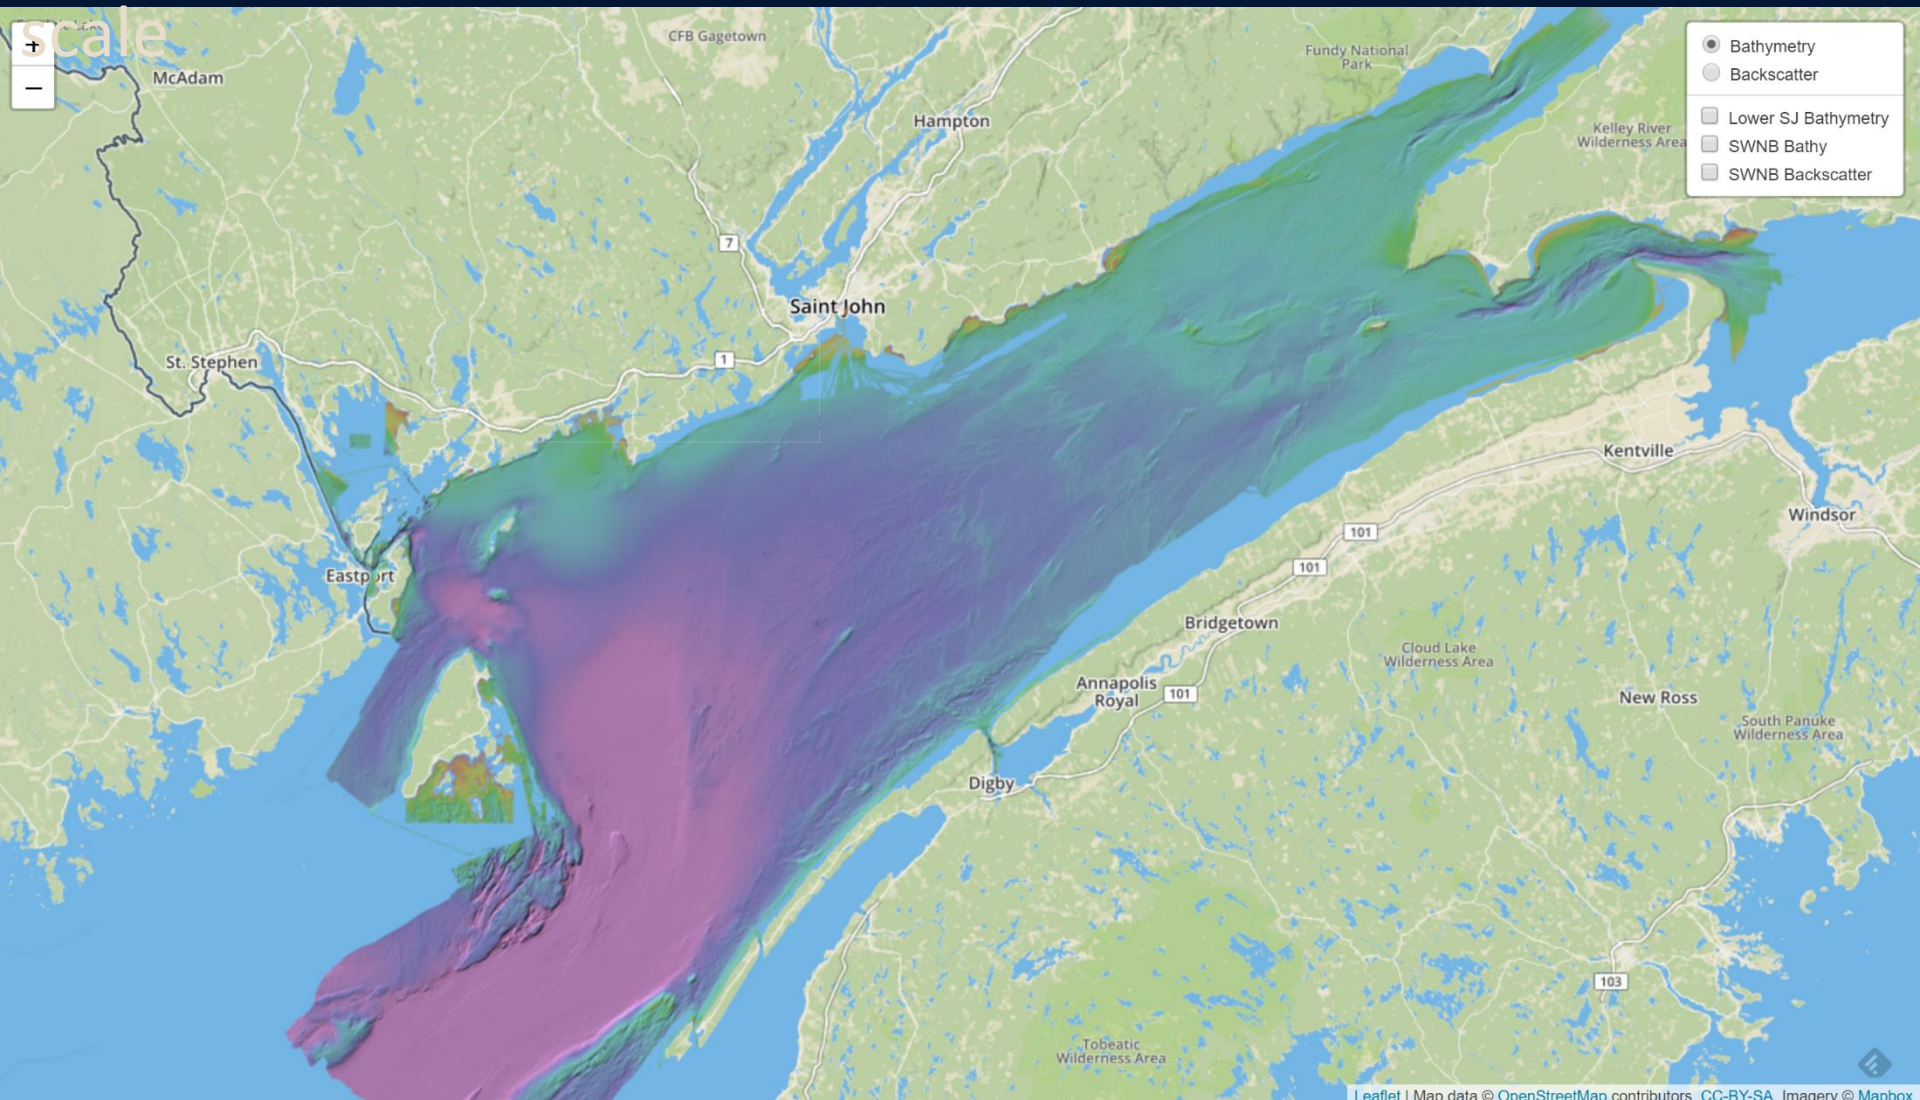 scale
+
−
McAdam
CFB Gagetown
Fundy National
Park
Bathymetry
Backscatter
Lower SJ Bathymetry
SWNB Bathy
SWNB Backscatter
Hampton
Kelley River
Wilderness Area
7
Saint John
1
St. Stephen
Kentville
Windsor
101
101
Eastport
Bridgetown
Cloud Lake
Wilderness Area
Annapolis
Royal
101
New Ross
South Panuke
Wilderness Area
Digby
103
Tobeatic
Wilderness Area
Leaflet | Map data © OpenStreetMap contributors, CC-BY-SA, Imagery © Mapbox